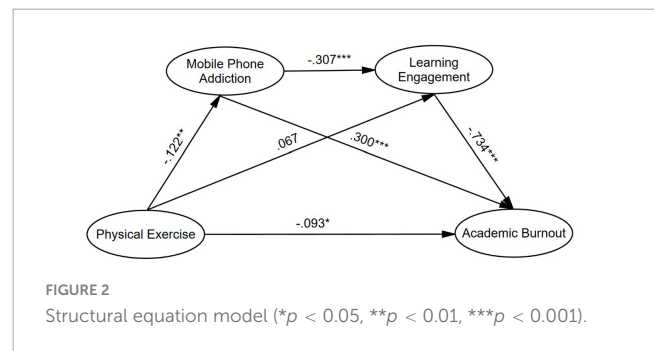 Mobile Phone
Addiction
-.307***
Learning
Engagement
-.122**
.067
.300***
-.734***
Physical Exercise
-.093*
Academic Burnout
FIGURE 2
Structural equation model (*p < 0.05, **p < 0.01, ***p < 0.001).